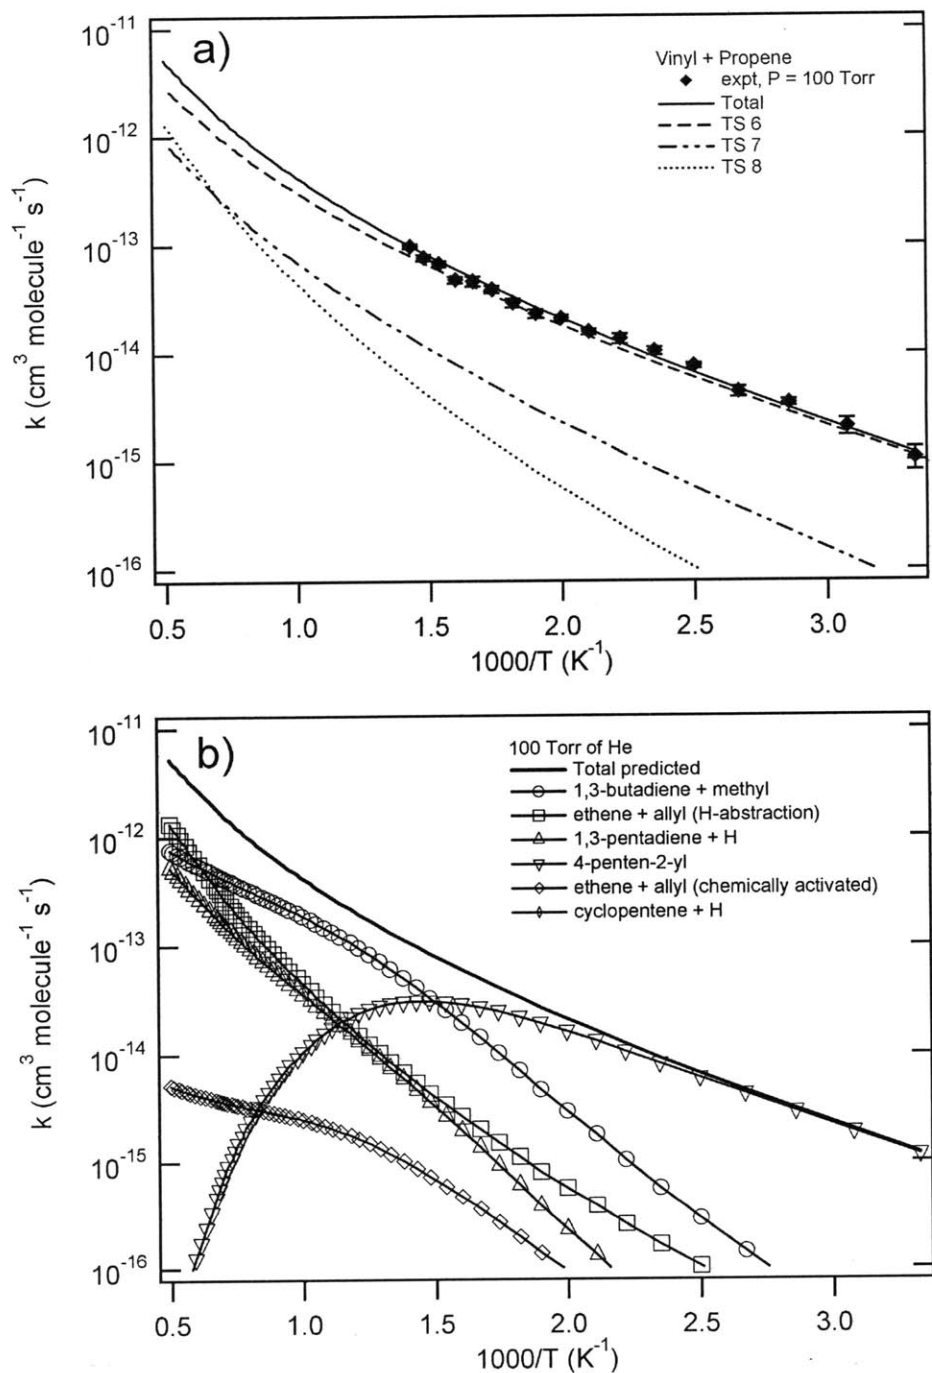 a)
Vinyl + Propene
expt, P = 100 Torr
Total
TS 6
TS 7
TS 8
10⁻¹¹
10⁻¹²
10⁻¹³
10⁻¹⁴
10⁻¹⁵
10⁻¹⁶
k (cm³ molecule⁻¹ s⁻¹)
0.5 1.0 1.5 2.0 2.5 3.0
1000/T (K⁻¹)
b)
100 Torr of He
Total predicted
1,3-butadiene + methyl
ethene + allyl (H-abstraction)
1,3-pentadiene + H
4-penten-2-yl
ethene + allyl (chemically activated)
cyclopentene + H
10⁻¹¹
10⁻¹²
10⁻¹³
10⁻¹⁴
10⁻¹⁵
10⁻¹⁶
k (cm³ molecule⁻¹ s⁻¹)
0.5 1.0 1.5 2.0 2.5 3.0
1000/T (K⁻¹)